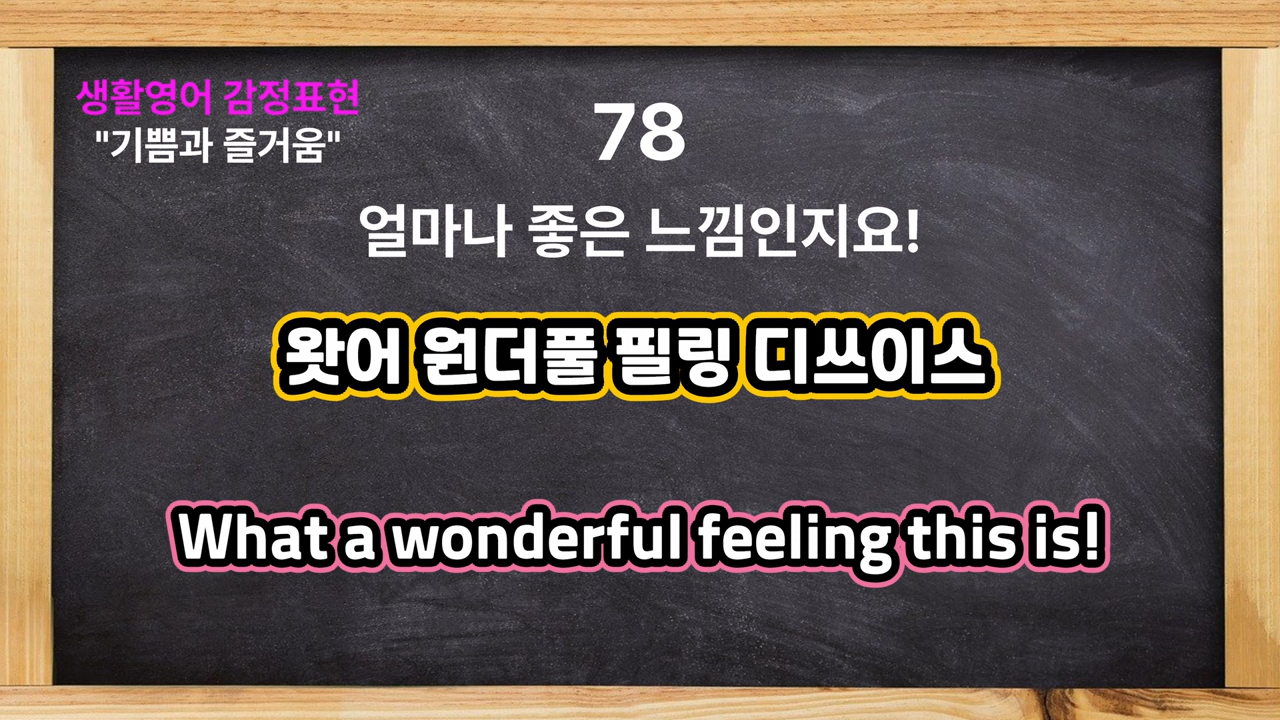 생활영어 감정표현
"기쁨과 즐거움"
78
얼마나 좋은 느낌인지요!
왓어 원더풀 필링 디쓰이스
What a wonderful feeling this is!